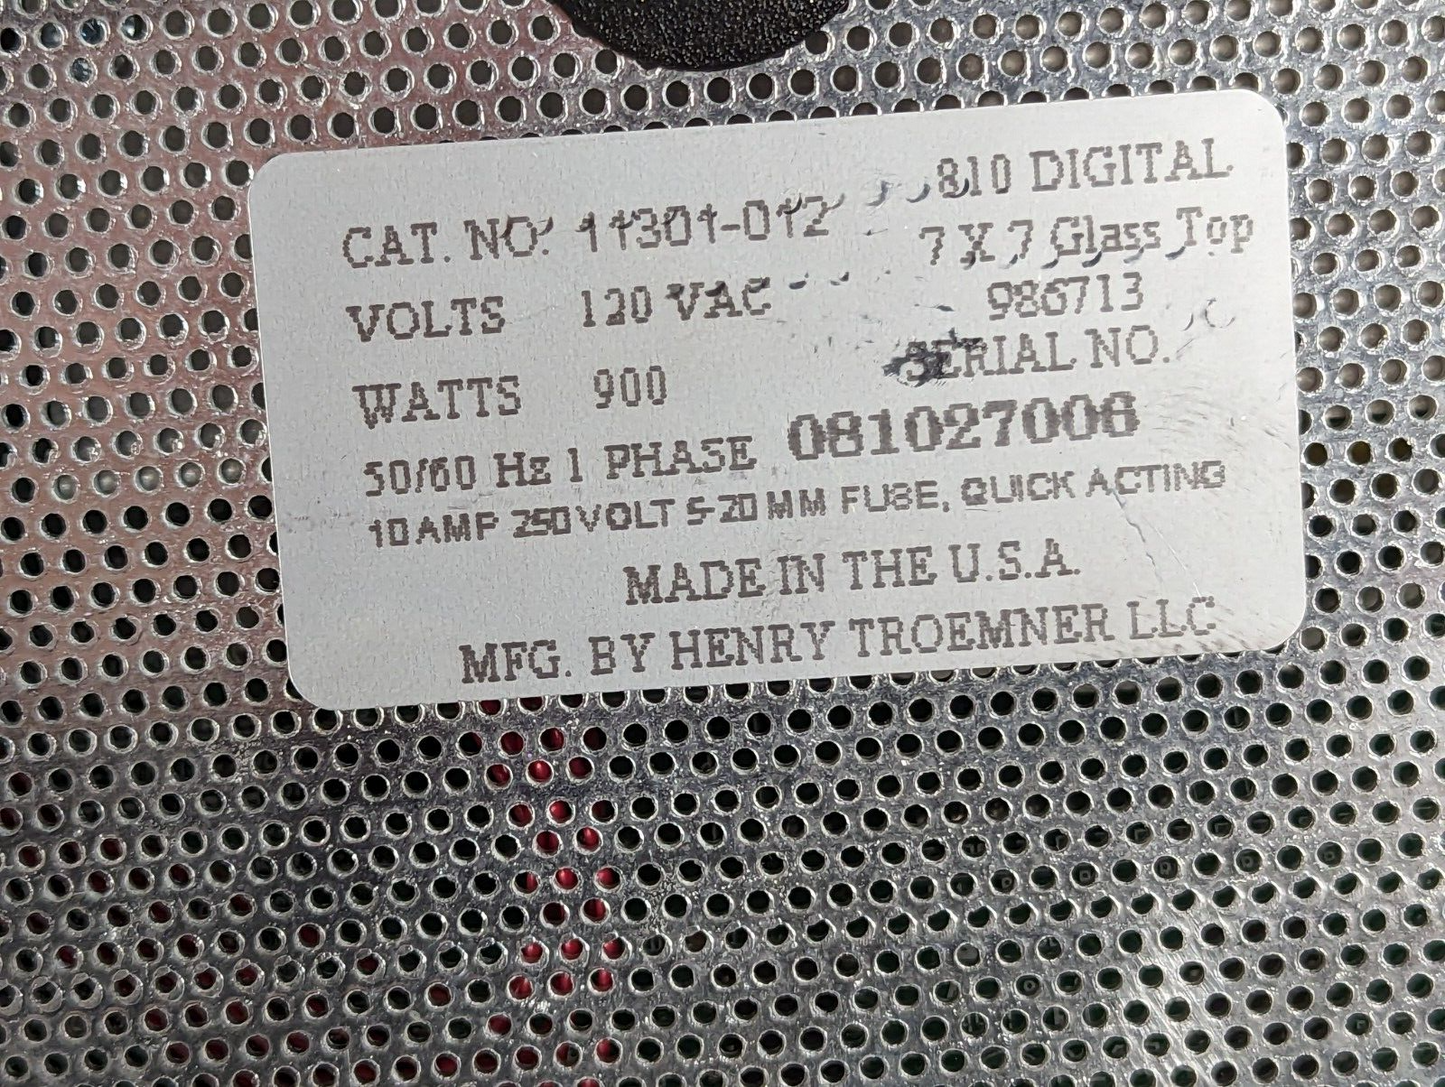 810 DIGITAL
CAT. NO. 11301-012
7 X 7 Glass Top
VOLTS 120 VAC
986713
WATTS 900
SERIAL NO.
081027006
50/60 Hz 1 PHASE
10 AMP 250 VOLT 5-20 MM FUSE, QUICK ACTING
MADE IN THE U.S.A.
MFG. BY HENRY TROEMNER LLC